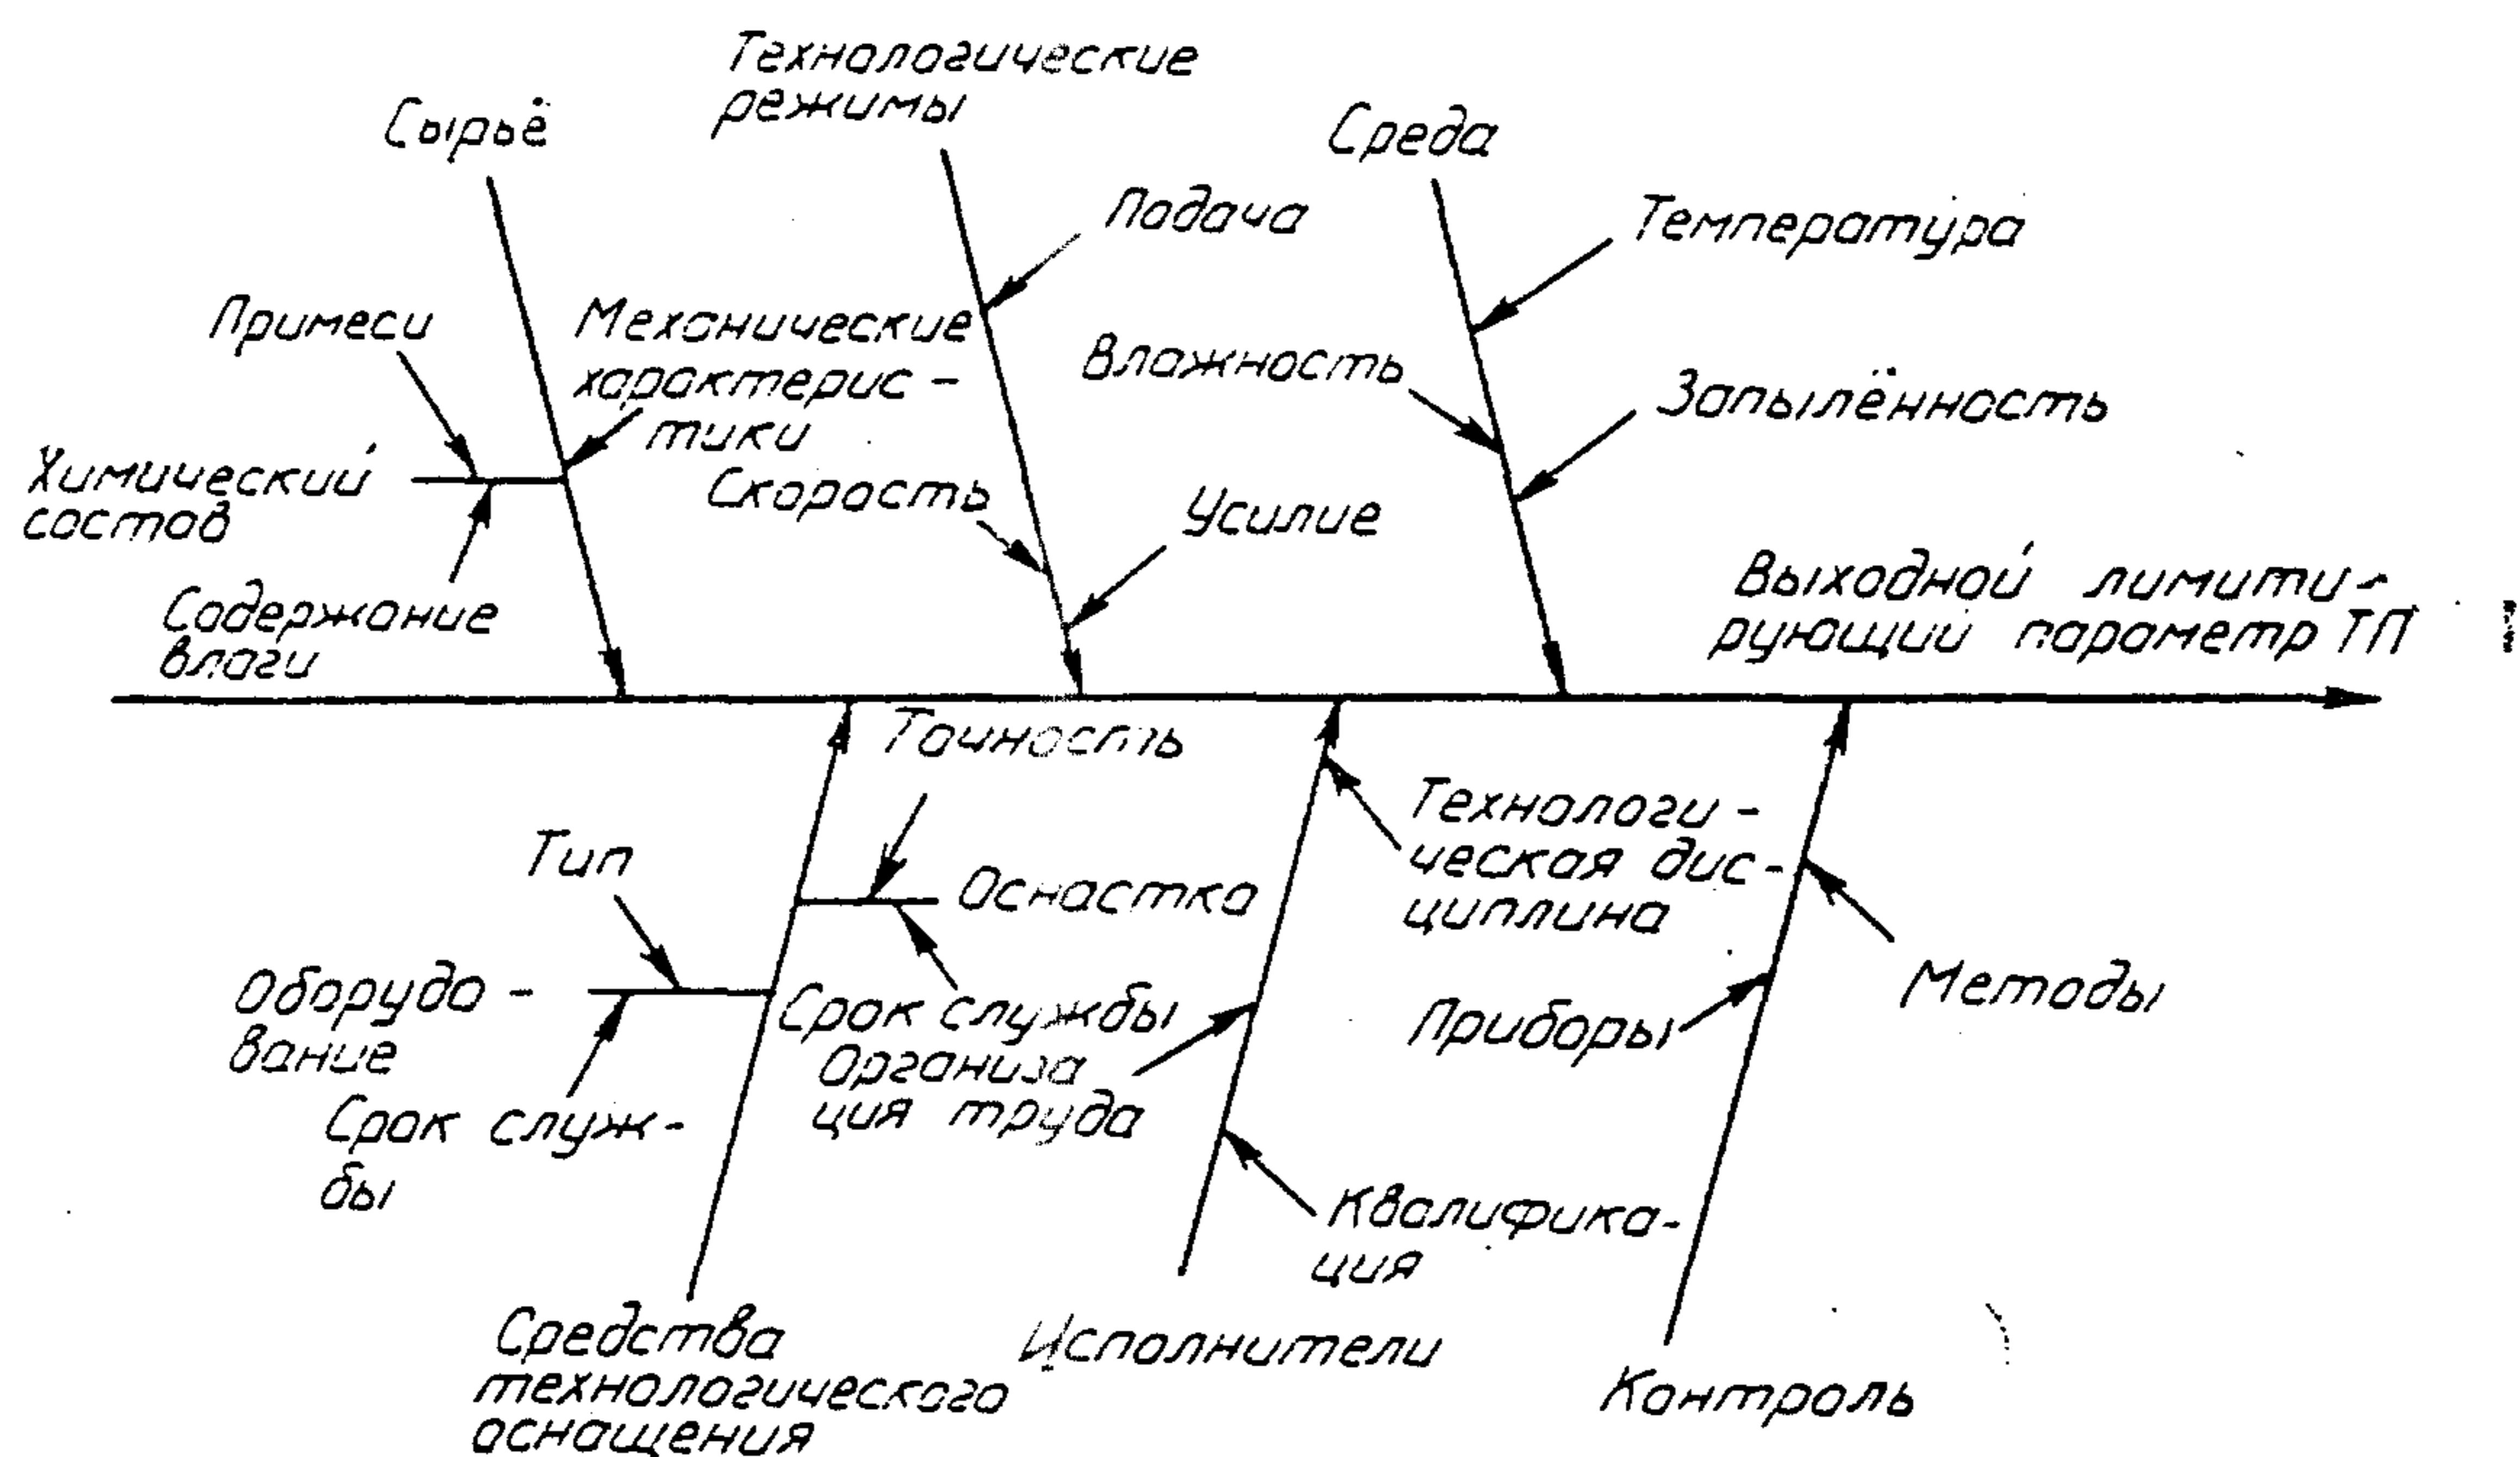 Технологические
режимы
Сырьё
Среда
Подача
Температура
Примеси
Механические
характерис -
тики
Влажность
Запылённость
Химический
состав
Скорость
Усилие
Содержание
влаги
Выходной лимити-
рующий параметр ТП
Точность
Тип
Оснастка
Технологи -
ческая дис-
циплина
Оборудо -
вание
Срок службы
Срок служ-
бы
Организа
ция труда
Приборы
Методы
Квалифика-
ция
Средства
технологического
оснащения
Исполнители
Контроль